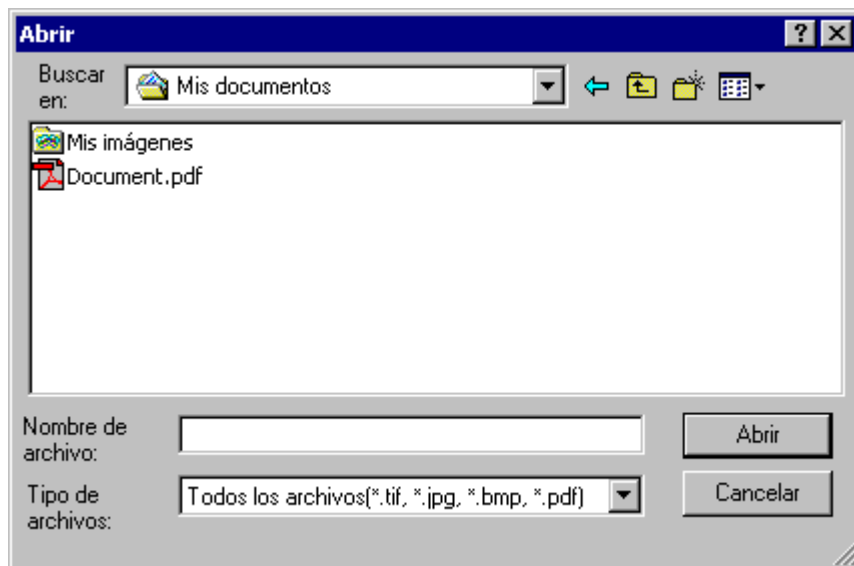 Abrir
Buscar
en:
Mis documentos
Mis imágenes
Document.pdf
Nombre de
archivo:
Abrir
Tipo de
archivos:
Todos los archivos(*.tif, *.jpg, *.bmp, *.pdf)
Cancelar